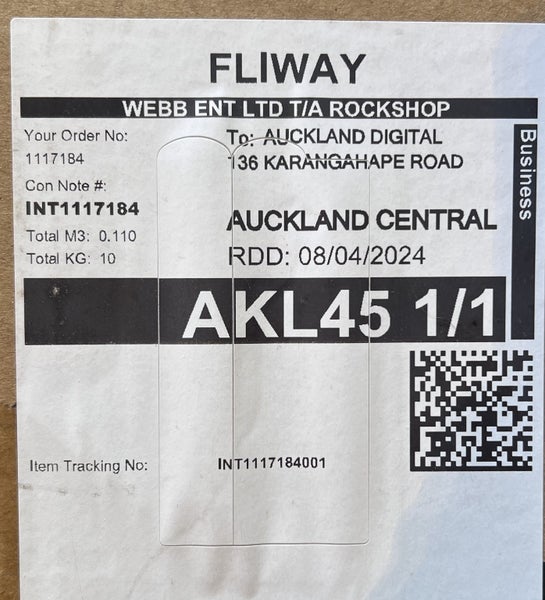 FLIWAY
WEBB ENT LTD T/A ROCKSHOP
Your Order No:
1117184
Con Note #:
INT1117184
Total M3: 0.110
Total KG: 10
To: AUCKLAND DIGITAL
136 KARANGAHAPE ROAD
AUCKLAND CENTRAL
RDD: 08/04/2024
Business
AKL45 1/1
Item Tracking No: INT1117184001